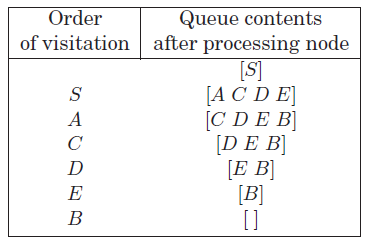 Order Queue contents
of visitation after processing node
[S]
S [A C D E]
A [C D E B]
C [D E B]
D [E B]
E [B]
B [ ]